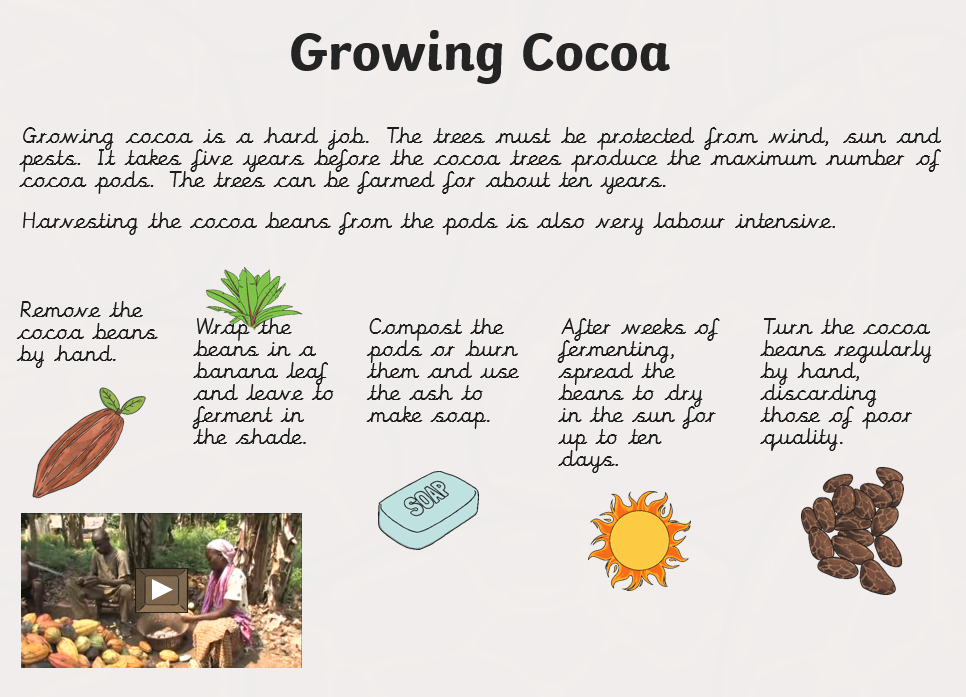 Growing Cocoa
Growing cocoa is a hard job. The trees must be protected from wind, sun and
pests. It takes five years before the cocoa trees produce the maximum number of
cocoa pods. The trees can be farmed for about ten years.
Harvesting the cocoa beans from the pods is also very labour intensive.
Remove the
cocoa beans
by hand.
Wrap the
beans in a
banana leaf
and leave to
ferment in
the shade.
Compost the
pods or burn
them and use
the ash to
make soap.
SOAP
After weeks of
fermenting,
spread the
beans to dry
in the sun for
up to ten
days.
Turn the cocoa
beans regularly
by hand,
discarding
those of poor
quality.